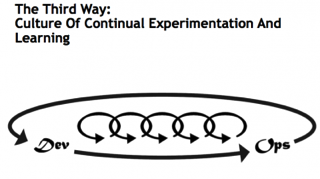 The Third Way:
Culture Of Continual Experimentation And
Learning
Dev
Ops